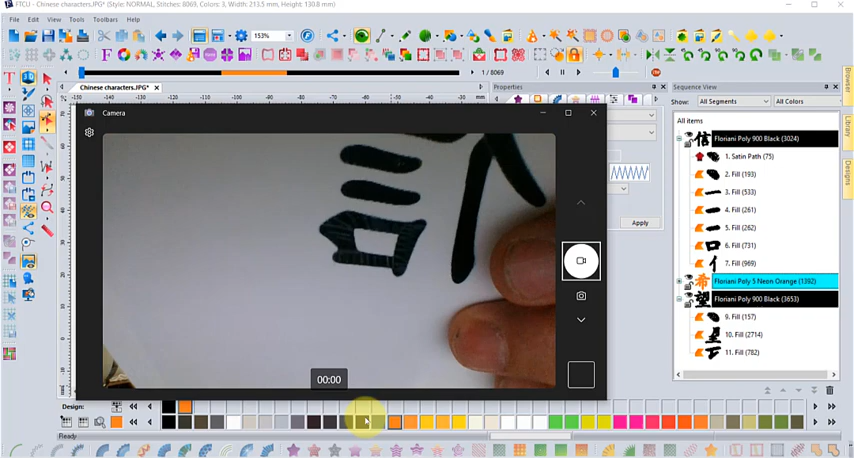 FTCU - Chinese characters.JPG* (Style: NORMAL, Stitches: 8069, Colors: 3, Width: 213.5 mm, Height: 130.8 mm)
File Edit View Tools Toolbars Help
153%
1 / 8069
Chinese characters.JPG*
Properties
Sequence View
mm
Show: All Segments All Colors
Camera
All items
信 Floriani Poly 900 Black (3024)
1. Satin Path (75)
2. Fill (193)
3. Fill (533)
4. Fill (261)
5. Fill (262)
6. Fill (731)
7. Fill (969)
希 Floriani Poly 5 Neon Orange (1392)
望 Floriani Poly 900 Black (3653)
9. Fill (157)
10. Fill (2714)
11. Fill (782)
Apply
Library
Designs
00:00
Design:
Ready